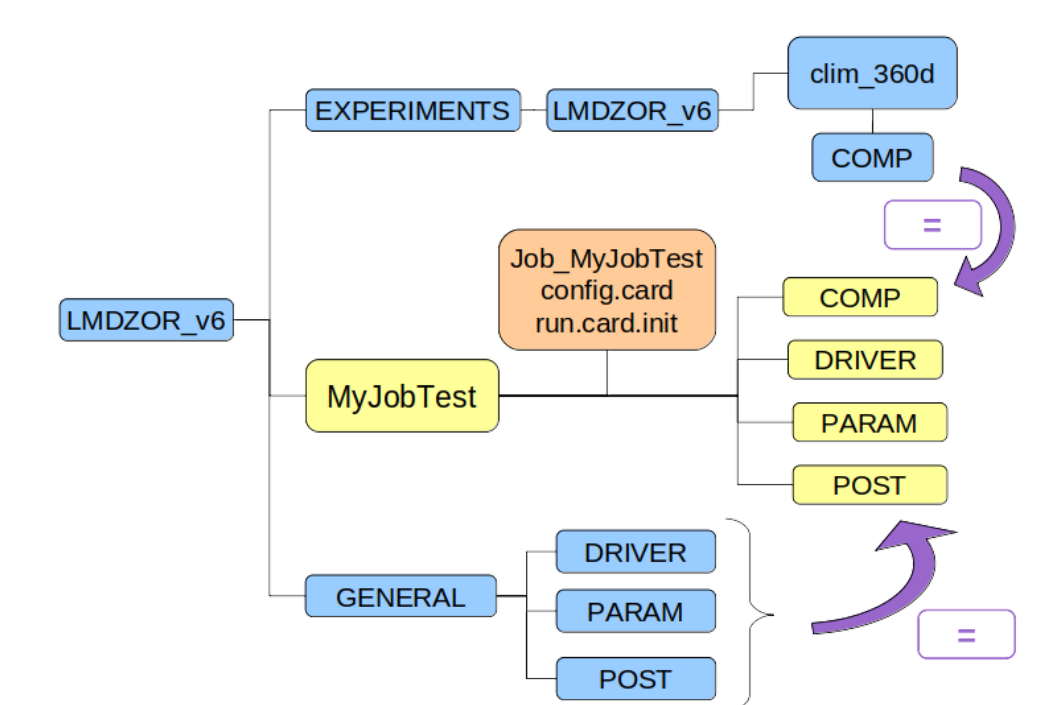 clim_360d
EXPERIMENTS
LMDZOR_v6
COMP
=
Job_MyJobTest
config.card
run.card.init
COMP
LMDZOR_v6
DRIVER
MyJobTest
PARAM
POST
DRIVER
GENERAL
PARAM
=
POST